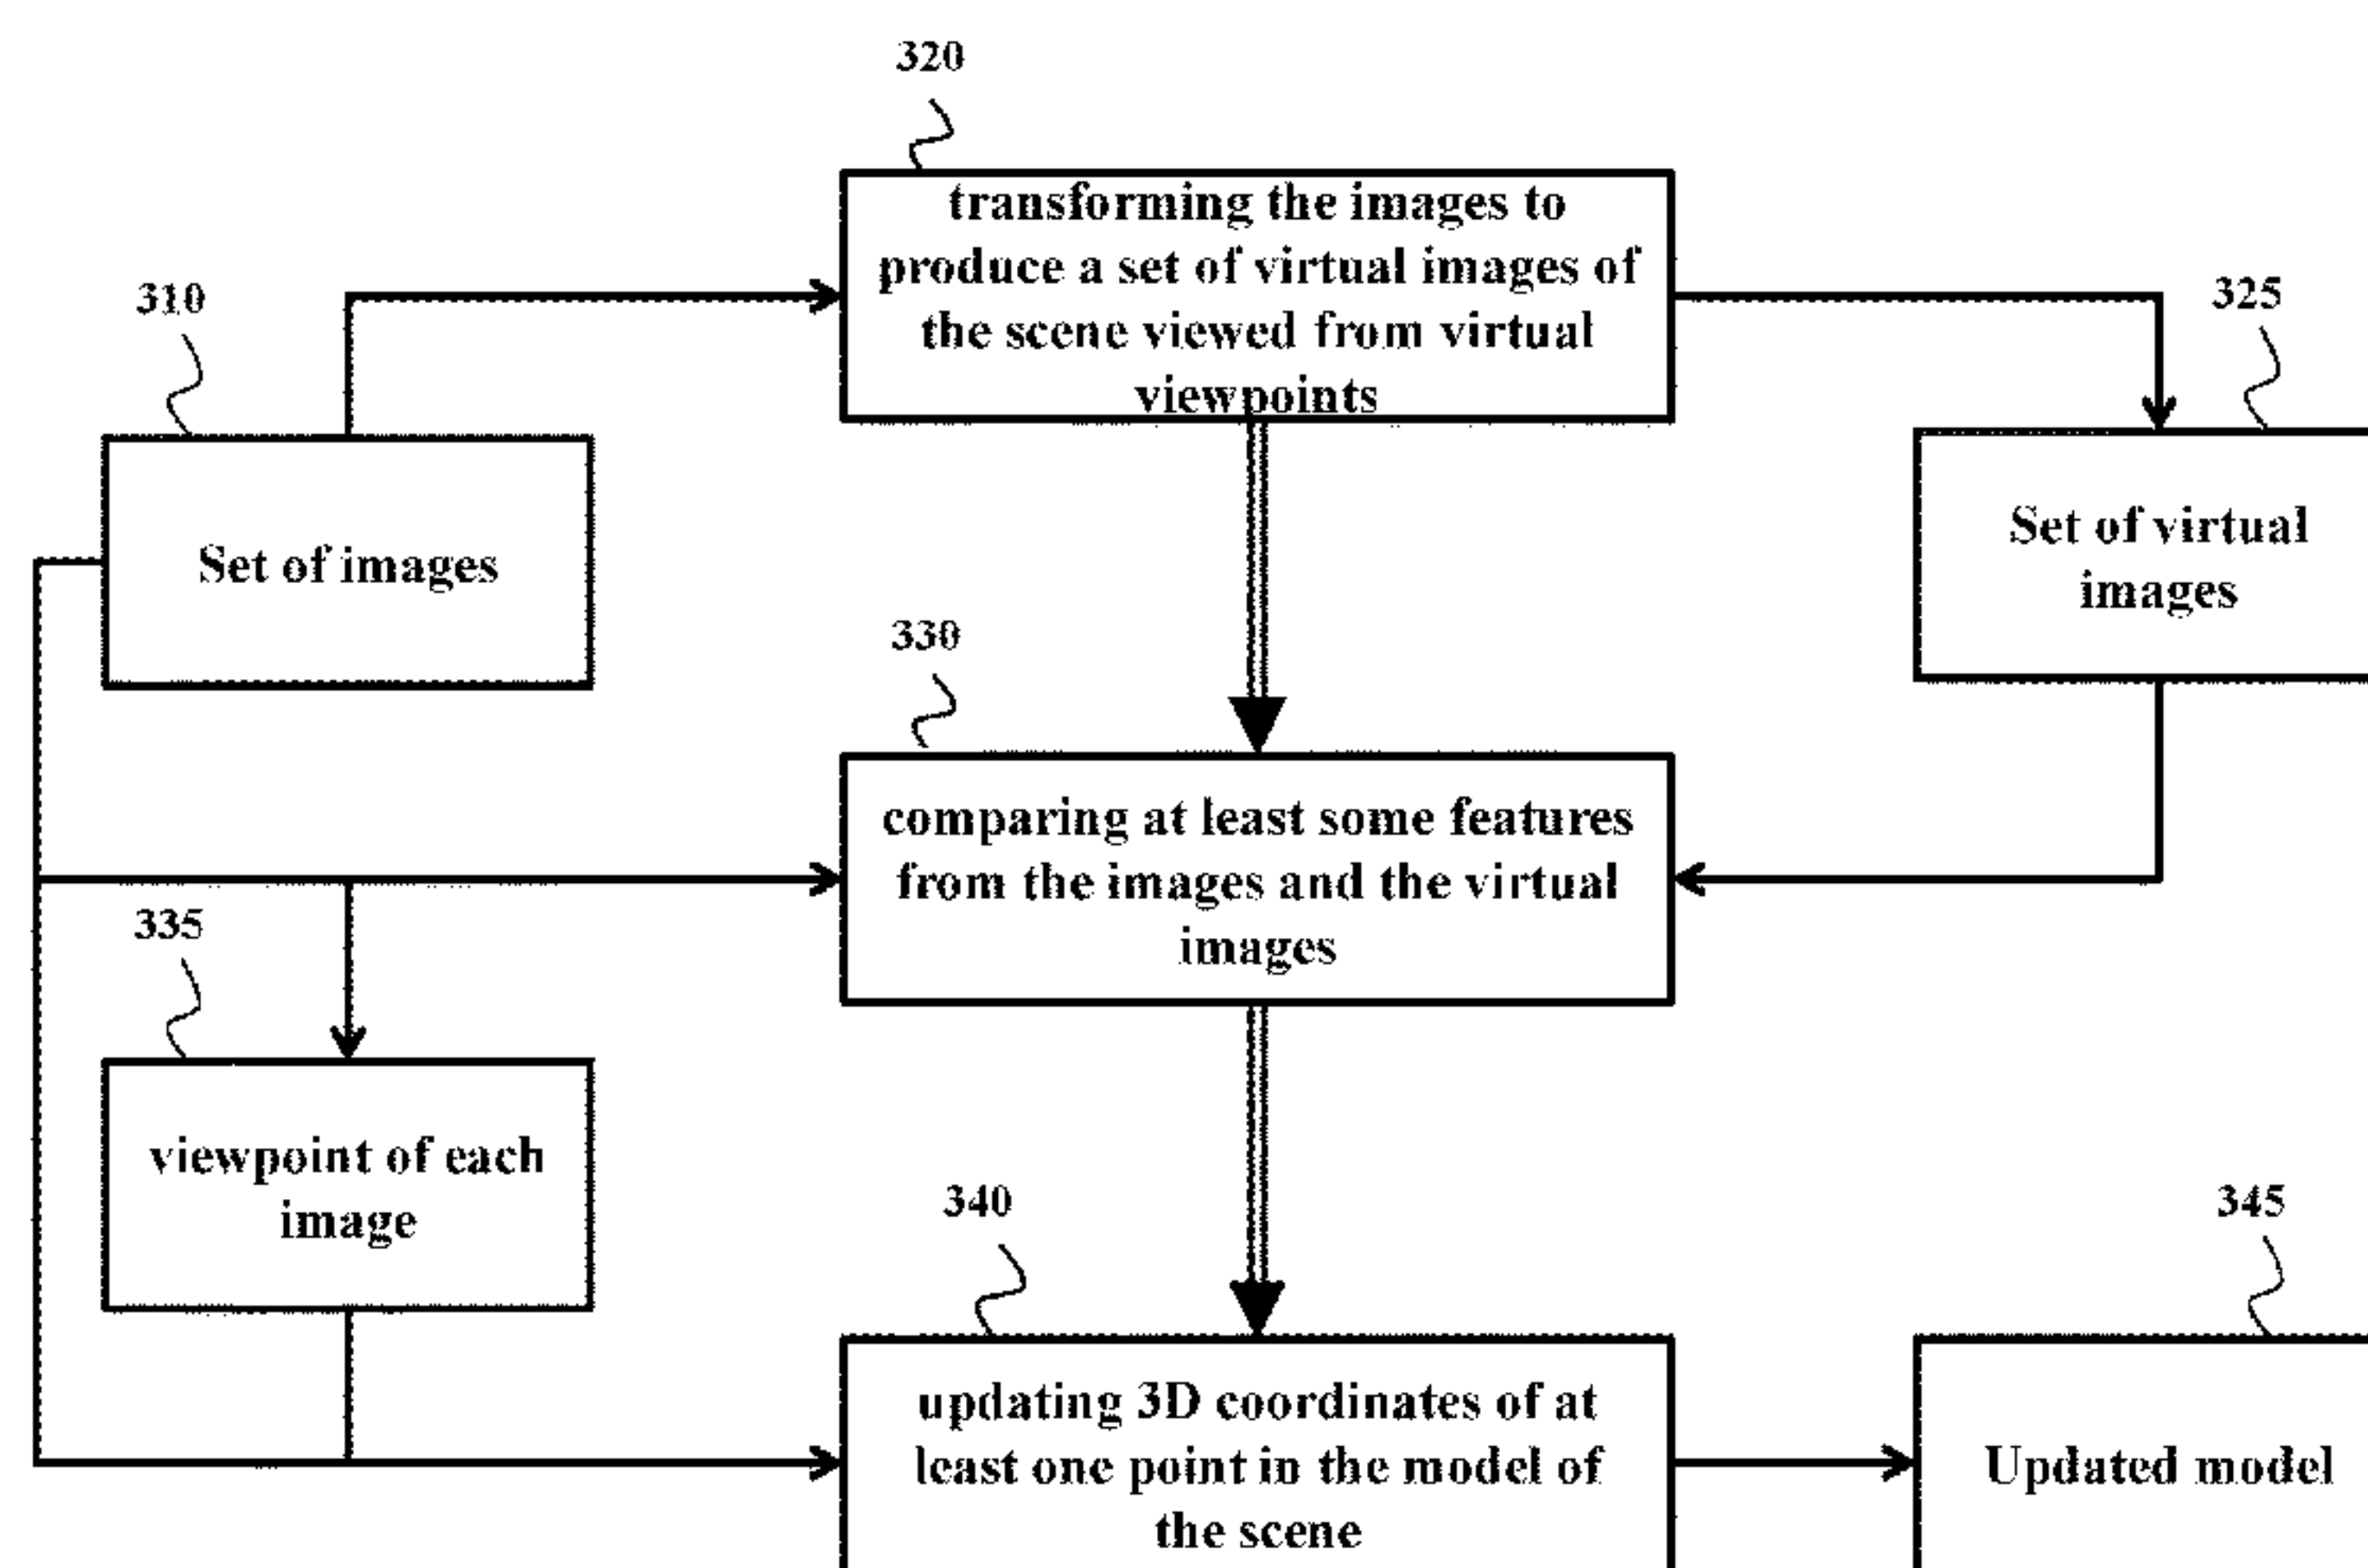 320
transforming the images to
produce a set of virtual images of
the scene viewed from virtual
viewpoints
310
Set of images
325
Set of virtual
images
330
comparing at least some features
from the images and the virtual
images
335
viewpoint of each
image
340
updating 3D coordinates of at
least one point in the model of
the scene
345
Updated model